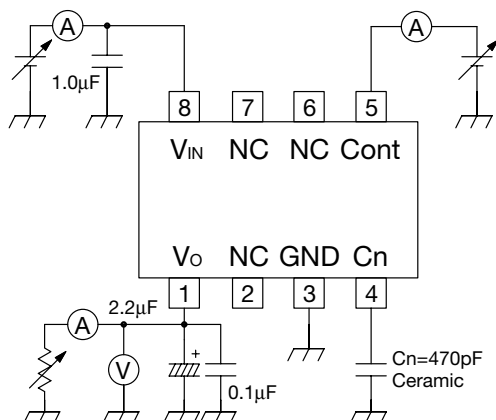 A
A
1.0µF
8 7 6 5
VIN NC NC Cont
VO NC GND Cn
1 2 3 4
2.2µF
A
V
+
0.1µF
Cn=470pF
Ceramic